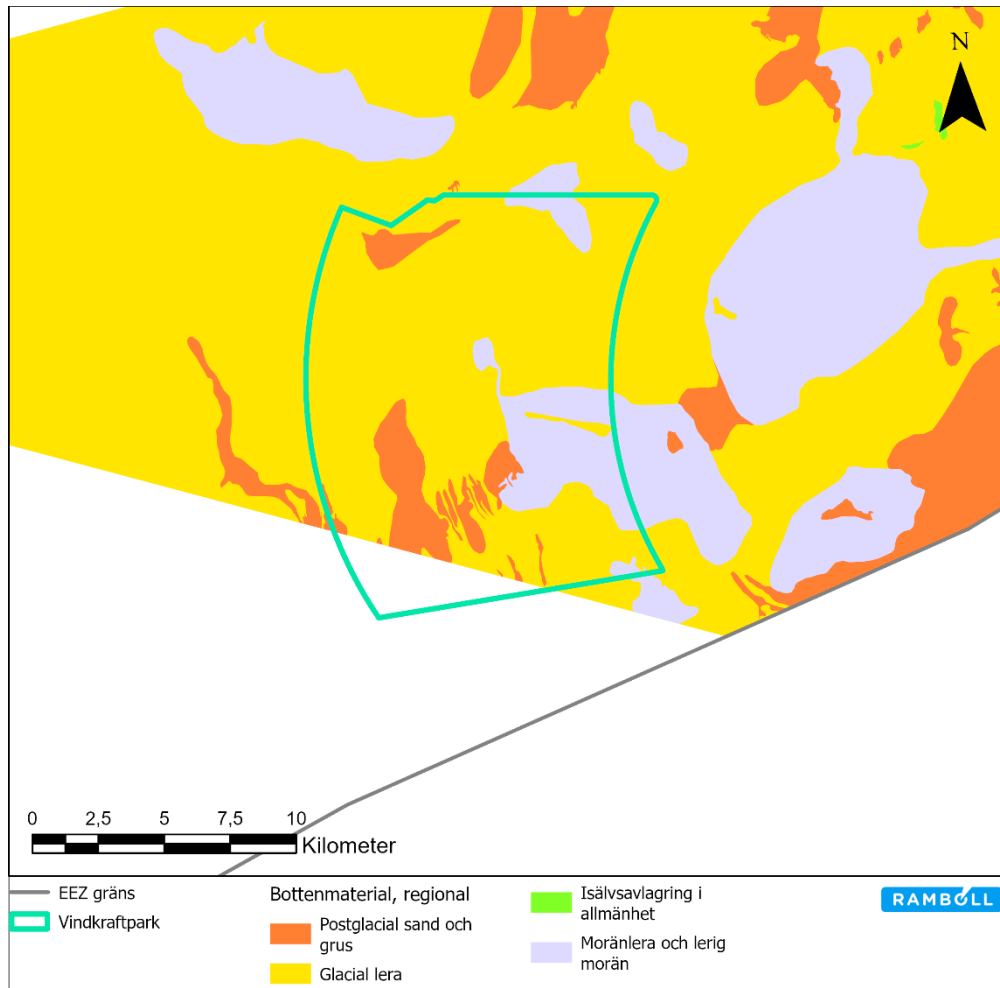 N
0 2,5 5 7,5 10
Kilometer
EEZ gräns
Vindkraftpark
Bottenmaterial, regional
Postglacial sand och
grus
Glacial lera
Isälvsavlagring i
allmänhet
Moränlera och lerig
morän
RAMBOLL